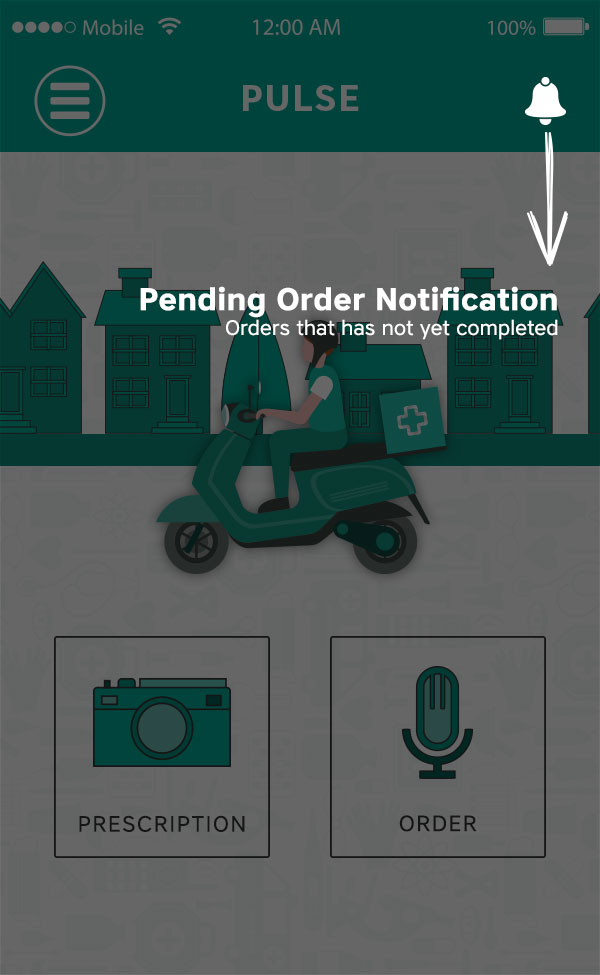 Mobile 12:00 AM 100%
PULSE
Pending Order Notification
Orders that has not yet completed
PRESCRIPTION ORDER